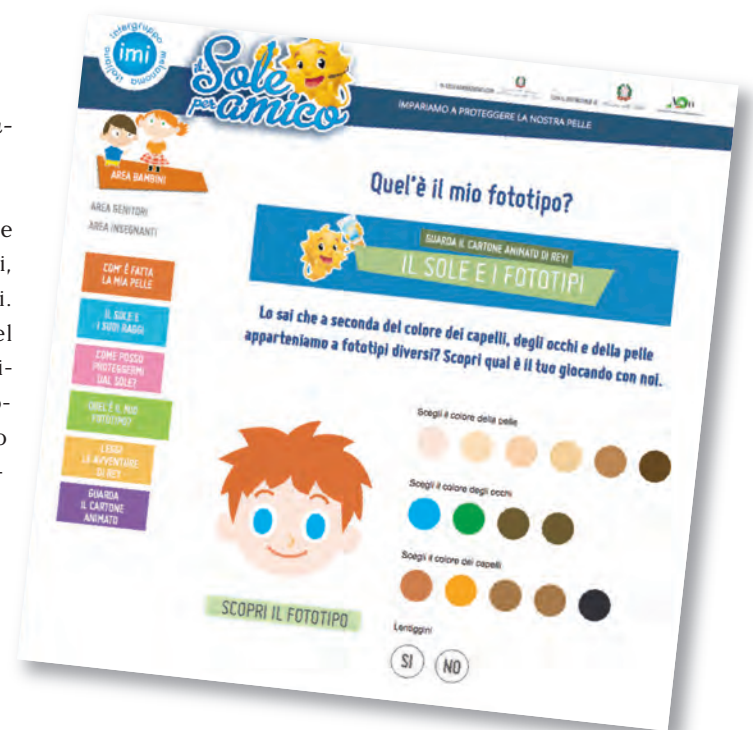 intergruppo melanoma italiano
imi
il Sole per amico
IMPARIAMO A PROTEGGERE LA NOSTRA PELLE
AREA BAMBINI
AREA GENITORI
AREA INSEGNANTI
COM' È FATTA
LA MIA PELLE
IL SOLE E
I SUOI RAGGI
COME POSSO
PROTEGGERMI
DAL SOLE?
QUEL'È IL MIO
FOTOTIPO?
LEGGI
LE AVVENTURE
DI REY
GUARDA
IL CARTONE
ANIMATO
Quel'è il mio fototipo?
GUARDA IL CARTONE ANIMATO DI REY!
IL SOLE E I FOTOTIPI
Lo sai che a seconda del colore dei capelli, degli occhi e della pelle
apparteniamo a fototipi diversi? Scopri qual è il tuo giocando con noi.
Scegli il colore della pelle
Scegli il colore degli occhi
Scegli il colore dei capelli
Lentiggini
SI NO
SCOPRI IL FOTOTIPO